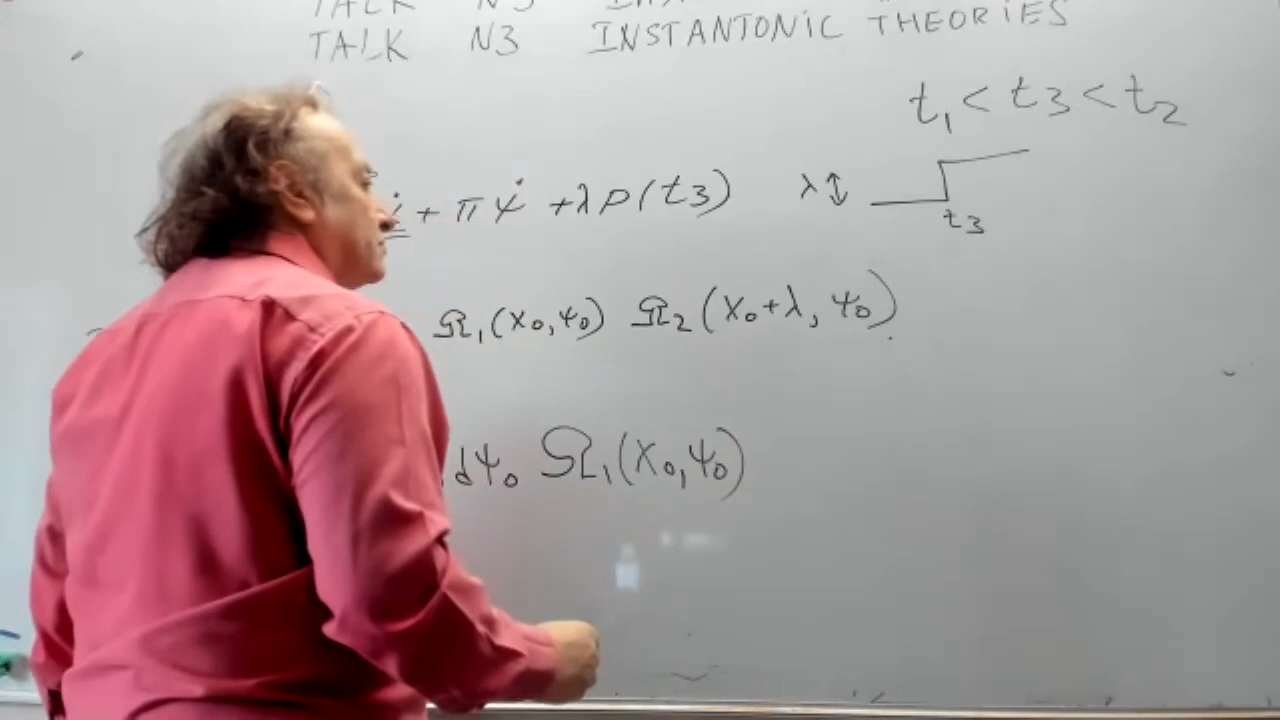 TALK N3 INSTANTONIC THEORIES
t₁ < t₃ < t₂
+ πψ̇ + λp(t₃) λ↕ t₃
Ω₁(x₀,ψ₀) Ω₂(x₀+λ, ψ₀).
dψ₀ Ω₁(x₀,ψ₀)